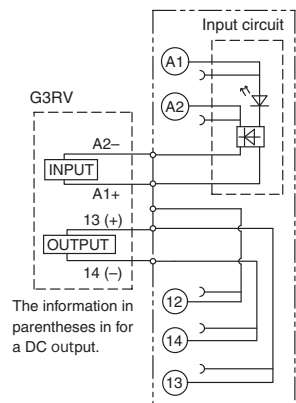 Input circuit
A1
A2
G3RV
A2–
INPUT
A1+
13 (+)
OUTPUT
14 (–)
The information in
parentheses in for
a DC output.
12
14
13